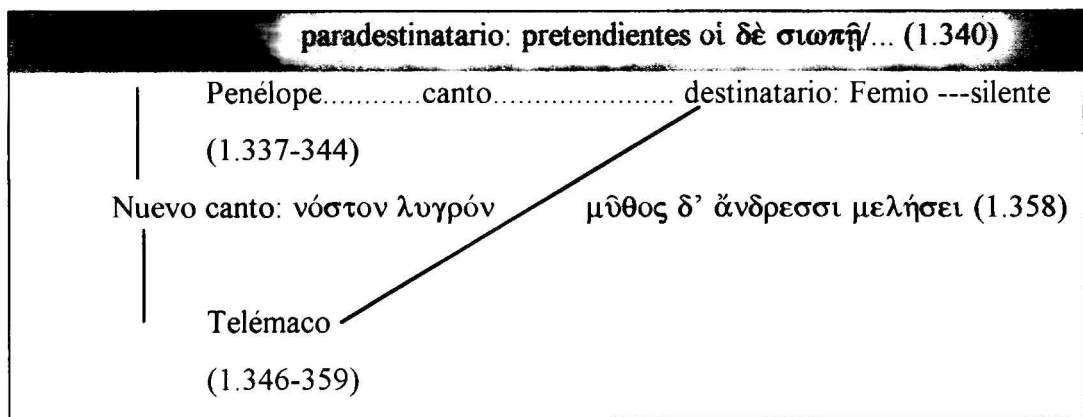 paradestinatario: pretendientes οἱ δὲ σιωπῇ/... (1.340)
Penélope............canto....................... destinatario: Femio ---silente
(1.337-344)
Nuevo canto: νόστον λυγρόν μῦθος δ’ ἄνδρεσσι μελήσει (1.358)
Telémaco
(1.346-359)